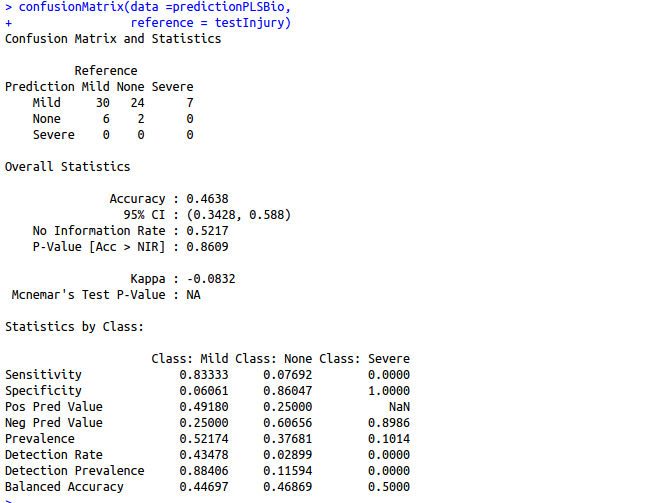 > confusionMatrix(data =predictionPLSBio,
+                 reference = testInjury)
Confusion Matrix and Statistics

          Reference
Prediction Mild None Severe
    Mild     30   24      7
    None      6    2      0
    Severe    0    0      0

Overall Statistics

               Accuracy : 0.4638
                 95% CI : (0.3428, 0.588)
    No Information Rate : 0.5217
    P-Value [Acc > NIR] : 0.8609

                  Kappa : -0.0832
 Mcnemar's Test P-Value : NA

Statistics by Class:

                     Class: Mild Class: None Class: Severe
Sensitivity              0.83333     0.07692        0.0000
Specificity              0.06061     0.86047        1.0000
Pos Pred Value           0.49180     0.25000           NaN
Neg Pred Value           0.25000     0.60656        0.8986
Prevalence               0.52174     0.37681        0.1014
Detection Rate           0.43478     0.02899        0.0000
Detection Prevalence     0.88406     0.11594        0.0000
Balanced Accuracy        0.44697     0.46869        0.5000
>